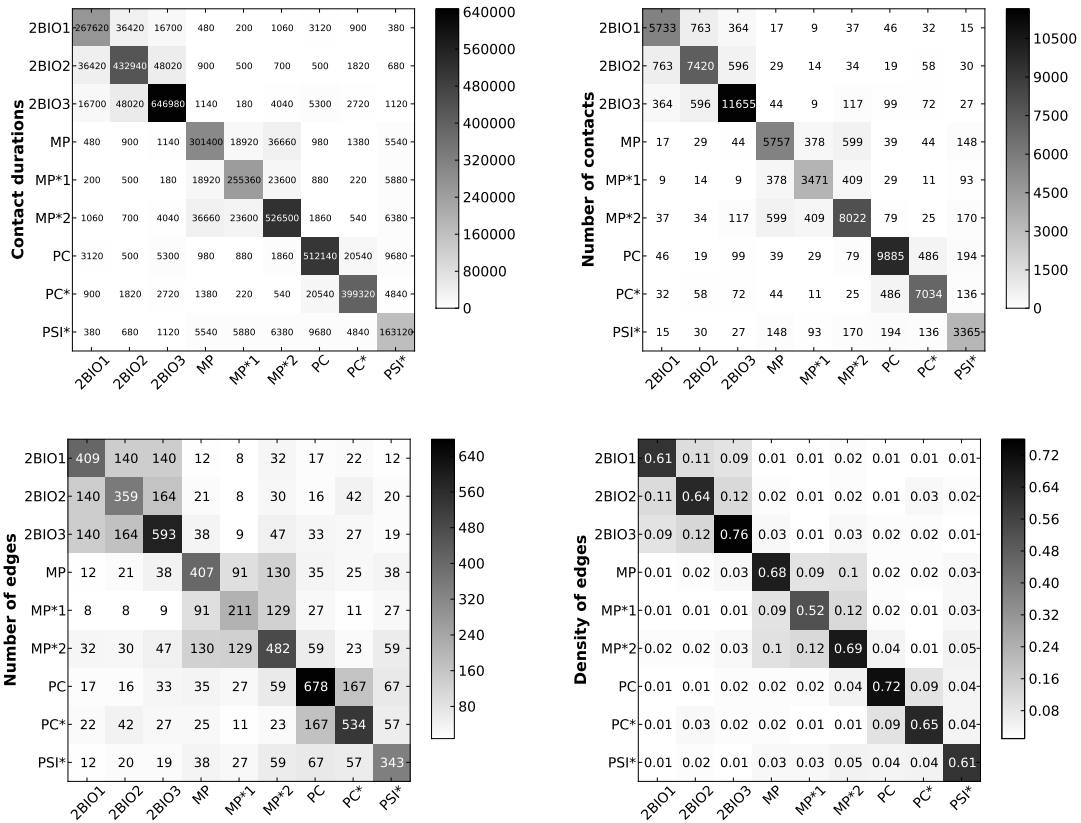 Contact durations
2BIO1 267620 36420 16700 480 200 1060 3120 900 380
2BIO2 36420 432940 48020 900 500 700 500 1820 680
2BIO3 16700 48020 646980 1140 180 4040 5300 2720 1120
MP 480 900 1140 301400 18920 36660 980 1380 5540
MP*1 200 500 180 18920 255360 23600 880 220 5880
MP*2 1060 700 4040 36660 23600 526500 1860 540 6380
PC 3120 500 5300 980 880 1860 512140 20540 9680
PC* 900 1820 2720 1380 220 540 20540 399320 4840
PSI* 380 680 1120 5540 5880 6380 9680 4840 163120
2BIO1 2BIO2 2BIO3 MP MP*1 MP*2 PC PC* PSI*
640000
560000
480000
400000
320000
240000
160000
80000
0
Number of contacts
2BIO1 5733 763 364 17 9 37 46 32 15
2BIO2 763 7420 596 29 14 34 19 58 30
2BIO3 364 596 11655 44 9 117 99 72 27
MP 17 29 44 5757 378 599 39 44 148
MP*1 9 14 9 378 3471 409 29 11 93
MP*2 37 34 117 599 409 8022 79 25 170
PC 46 19 99 39 29 79 9885 486 194
PC* 32 58 72 44 11 25 486 7034 136
PSI* 15 30 27 148 93 170 194 136 3365
2BIO1 2BIO2 2BIO3 MP MP*1 MP*2 PC PC* PSI*
10500
9000
7500
6000
4500
3000
1500
0
Number of edges
2BIO1 409 140 140 12 8 32 17 22 12
2BIO2 140 359 164 21 8 30 16 42 20
2BIO3 140 164 593 38 9 47 33 27 19
MP 12 21 38 407 91 130 35 25 38
MP*1 8 8 9 91 211 129 27 11 27
MP*2 32 30 47 130 129 482 59 23 59
PC 17 16 33 35 27 59 678 167 67
PC* 22 42 27 25 11 23 167 534 57
PSI* 12 20 19 38 27 59 67 57 343
2BIO1 2BIO2 2BIO3 MP MP*1 MP*2 PC PC* PSI*
640
560
480
400
320
240
160
80
Density of edges
2BIO1 0.61 0.11 0.09 0.01 0.01 0.02 0.01 0.01 0.01
2BIO2 0.11 0.64 0.12 0.02 0.01 0.02 0.01 0.03 0.02
2BIO3 0.09 0.12 0.76 0.03 0.01 0.03 0.02 0.02 0.01
MP 0.01 0.02 0.03 0.68 0.09 0.1 0.02 0.02 0.03
MP*1 0.01 0.01 0.01 0.09 0.52 0.12 0.02 0.01 0.03
MP*2 0.02 0.02 0.03 0.1 0.12 0.69 0.04 0.01 0.05
PC 0.01 0.01 0.02 0.02 0.02 0.04 0.72 0.09 0.04
PC* 0.01 0.03 0.02 0.02 0.01 0.01 0.09 0.65 0.04
PSI* 0.01 0.02 0.01 0.03 0.03 0.05 0.04 0.04 0.61
2BIO1 2BIO2 2BIO3 MP MP*1 MP*2 PC PC* PSI*
0.72
0.64
0.56
0.48
0.40
0.32
0.24
0.16
0.08